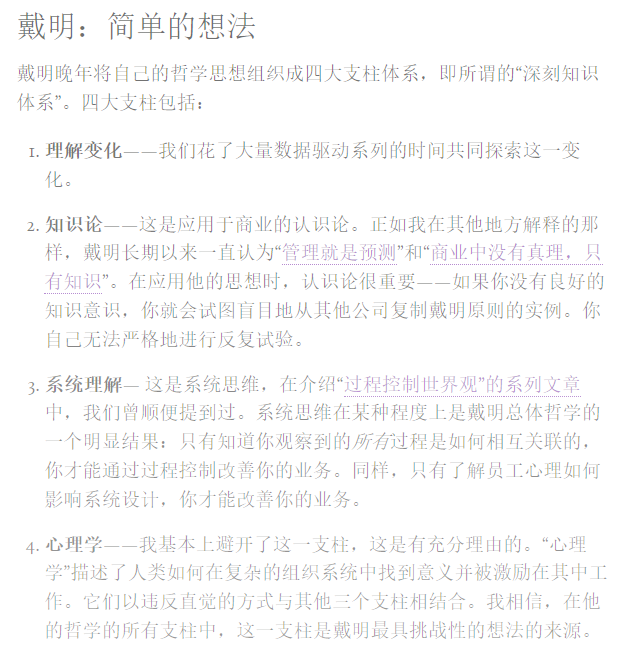 戴明：简单的想法
戴明晚年将自己的哲学思想组织成四大支柱体系，即所谓的“深刻知识
体系”。四大支柱包括：
1. 理解变化——我们花了大量数据驱动系列的时间共同探索这一变
化。
2. 知识论——这是应用于商业的认识论。正如我在其他地方解释的那
样，戴明长期以来一直认为“管理就是预测”和“商业中没有真理，只
有知识”。在应用他的思想时，认识论很重要——如果你没有良好的
知识意识，你就会试图盲目地从其他公司复制戴明原则的实例。你
自己无法严格地进行反复试验。
3. 系统理解— 这是系统思维，在介绍“过程控制世界观”的系列文章
中，我们曾顺便提到过。系统思维在某种程度上是戴明总体哲学的
一个明显结果：只有知道你观察到的所有过程是如何相互关联的，
你才能通过过程控制改善你的业务。同样，只有了解员工心理如何
影响系统设计，你才能改善你的业务。
4. 心理学——我基本上避开了这一支柱，这是有充分理由的。“心理
学”描述了人类如何在复杂的组织系统中找到意义并被激励在其中工
作。它们以违反直觉的方式与其他三个支柱相结合。我相信，在他
的哲学的所有支柱中，这一支柱是戴明最具挑战性的想法的来源。